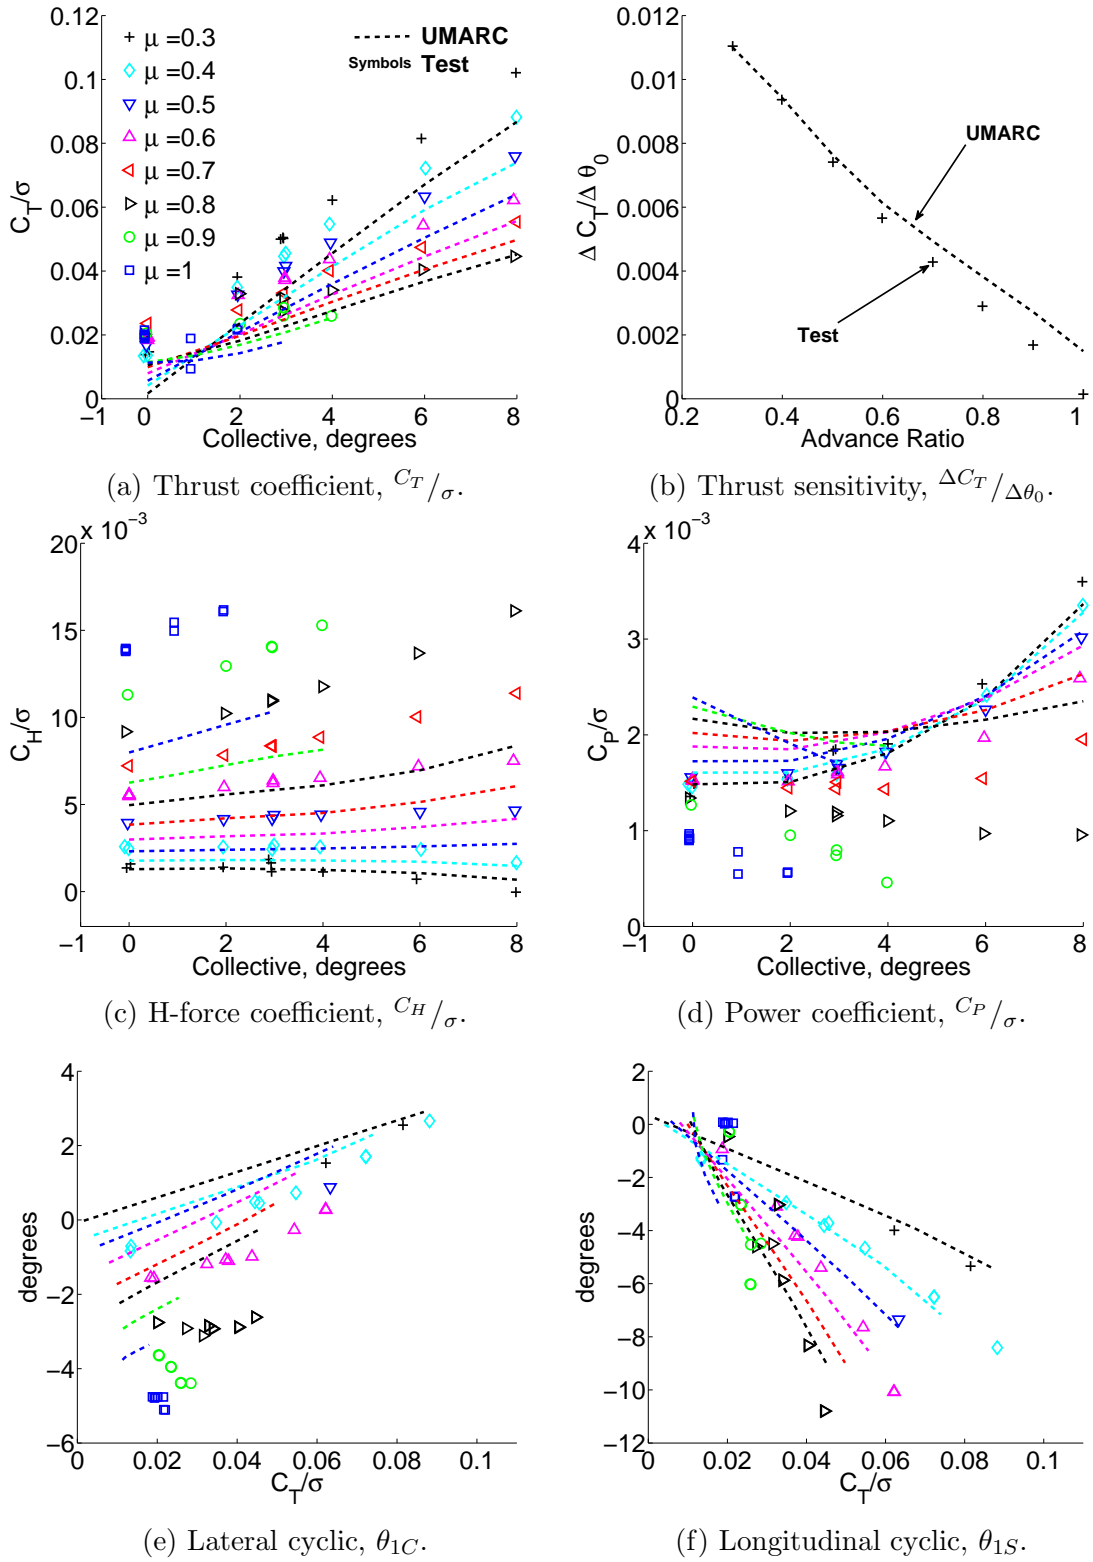 0.12
0.1
0.08
0.06
0.04
0.02
0
−1 0 2 4 6 8
C_T/σ
Collective, degrees
μ =0.3
μ =0.4
μ =0.5
μ =0.6
μ =0.7
μ =0.8
μ =0.9
μ =1
UMARC
Symbols Test
(a) Thrust coefficient, C_T/σ.
0.012
0.01
0.008
0.006
0.004
0.002
0
0.2 0.4 0.6 0.8 1
Δ C_T/Δ θ_0
Advance Ratio
UMARC
Test
(b) Thrust sensitivity, ΔC_T/Δθ_0.
x 10^−3
20
15
10
5
0
−1 0 2 4 6 8
C_H/σ
Collective, degrees
(c) H-force coefficient, C_H/σ.
x 10^−3
4
3
2
1
0
−1 0 2 4 6 8
C_P/σ
Collective, degrees
(d) Power coefficient, C_P/σ.
4
2
0
−2
−4
−6
0 0.02 0.04 0.06 0.08 0.1
degrees
C_T/σ
(e) Lateral cyclic, θ_1C.
2
0
−2
−4
−6
−8
−10
−12
0 0.02 0.04 0.06 0.08 0.1
degrees
C_T/σ
(f) Longitudinal cyclic, θ_1S.